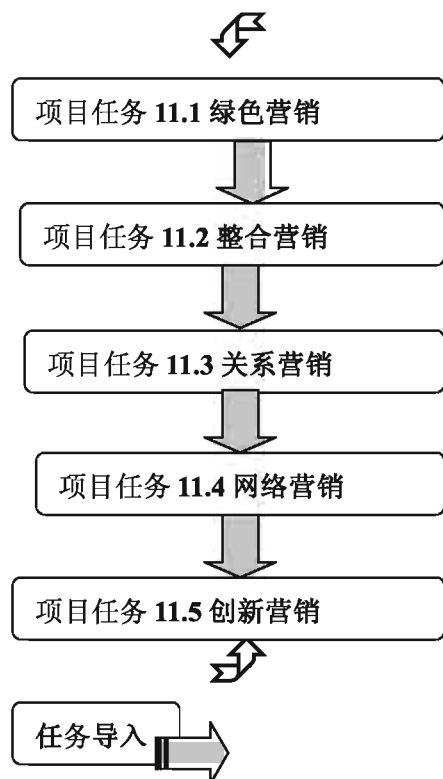 项目任务 11.1 绿色营销
项目任务 11.2 整合营销
项目任务 11.3 关系营销
项目任务 11.4 网络营销
项目任务 11.5 创新营销
任务导入